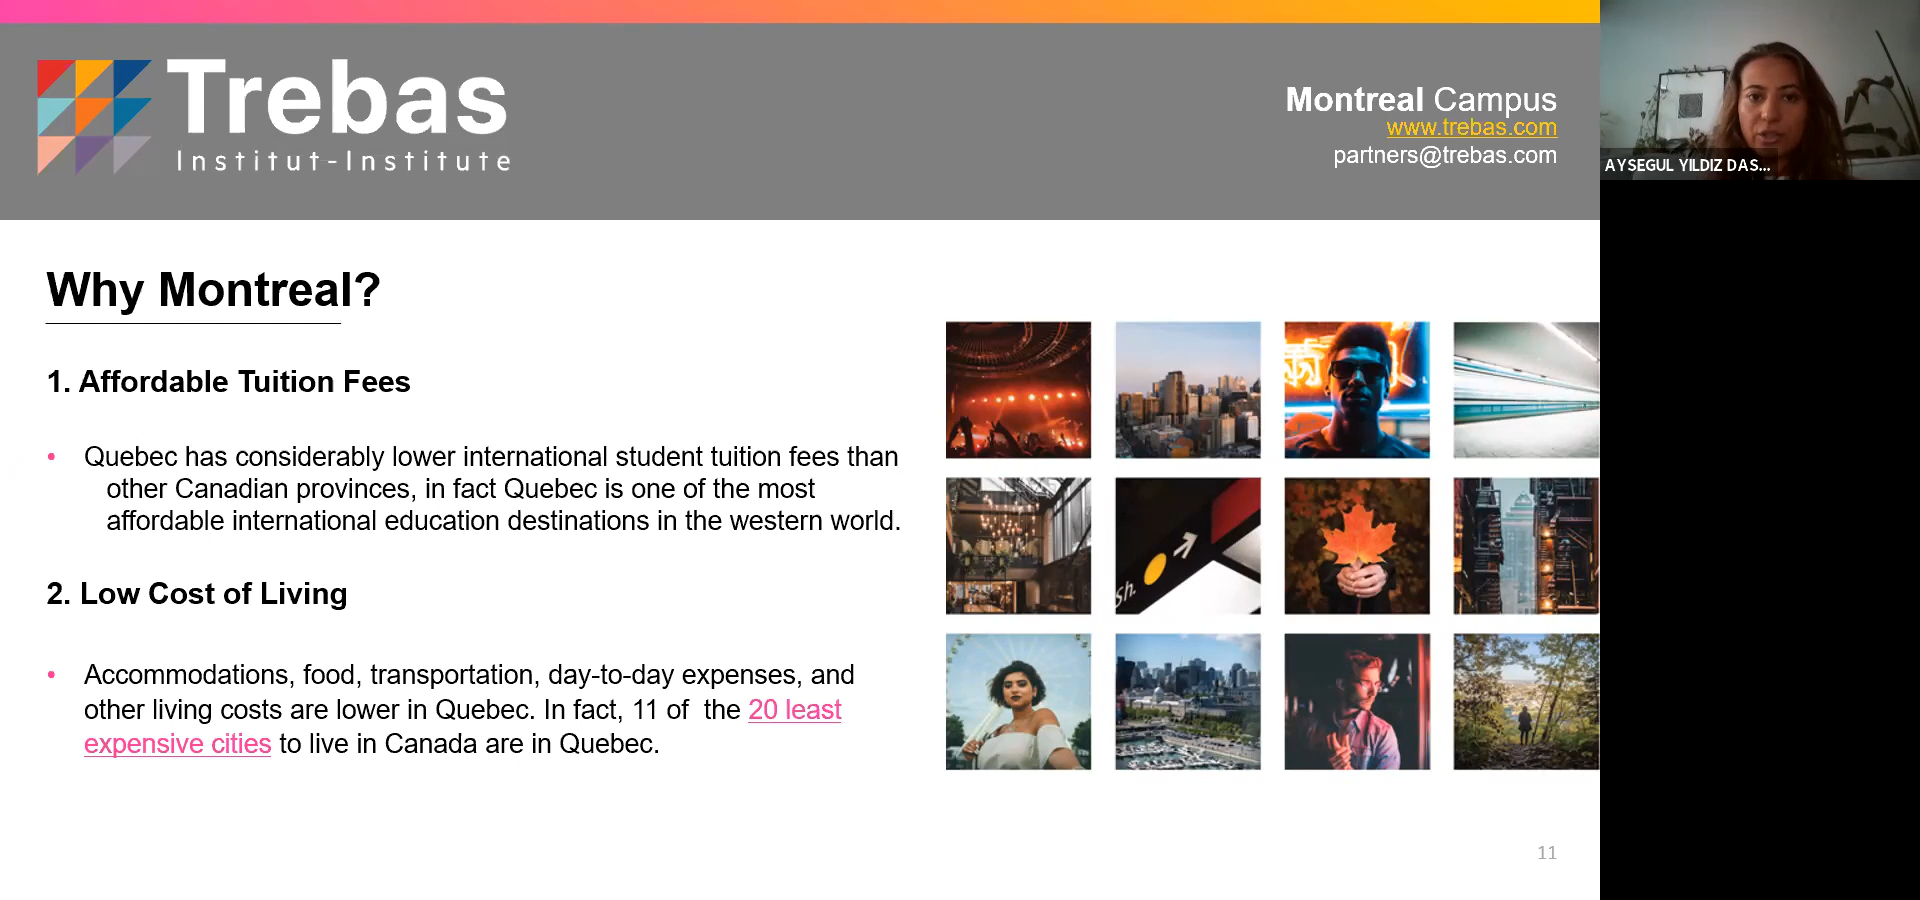 Trebas
Institut-Institute
Montreal Campus
www.trebas.com
partners@trebas.com
AYSEGUL YILDIZ DAS...
Why Montreal?
1. Affordable Tuition Fees
• Quebec has considerably lower international student tuition fees than
other Canadian provinces, in fact Quebec is one of the most
affordable international education destinations in the western world.
2. Low Cost of Living
• Accommodations, food, transportation, day-to-day expenses, and
other living costs are lower in Quebec. In fact, 11 of  the 20 least
expensive cities to live in Canada are in Quebec.
sh.
11